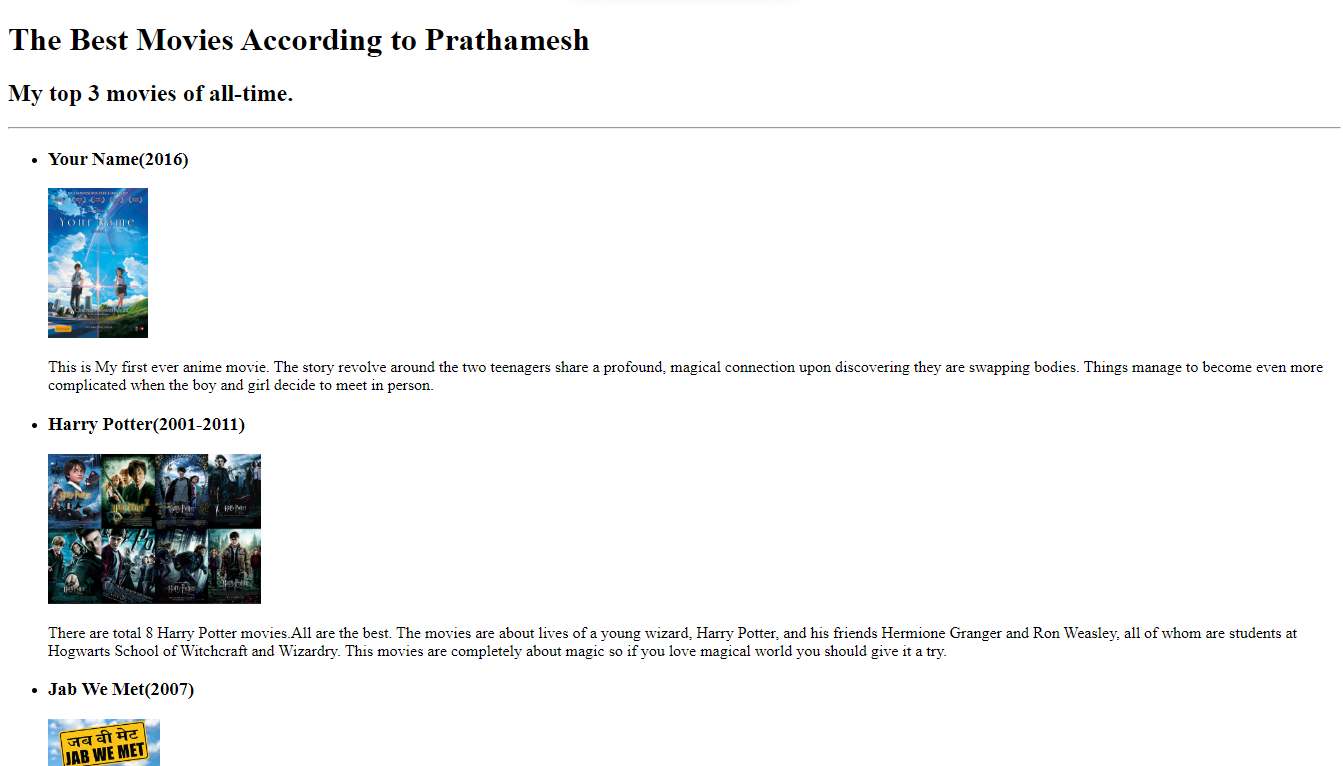 The Best Movies According to Prathamesh
My top 3 movies of all-time.
Your Name(2016)
Your Name
This is My first ever anime movie. The story revolve around the two teenagers share a profound, magical connection upon discovering they are swapping bodies. Things manage to become even more
complicated when the boy and girl decide to meet in person.
Harry Potter(2001-2011)
There are total 8 Harry Potter movies.All are the best. The movies are about lives of a young wizard, Harry Potter, and his friends Hermione Granger and Ron Weasley, all of whom are students at
Hogwarts School of Witchcraft and Wizardry. This movies are completely about magic so if you love magical world you should give it a try.
Jab We Met(2007)
जब वी मेट
JAB WE MET